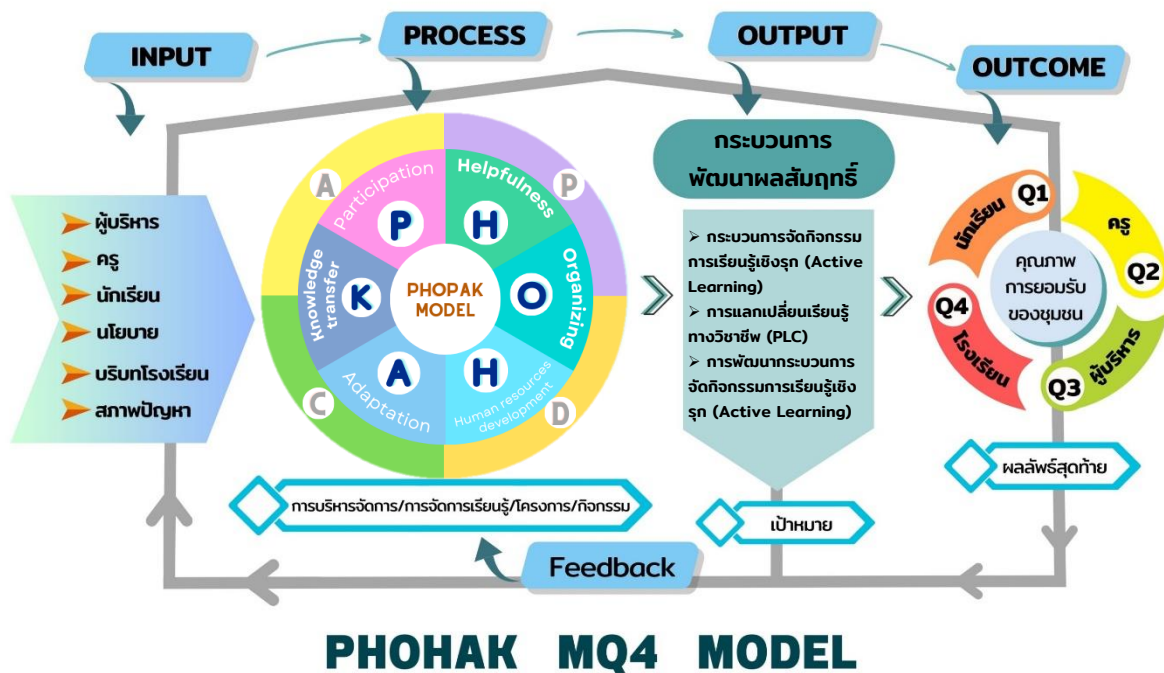 INPUT
PROCESS
OUTPUT
OUTCOME
ผู้บริหาร
ครู
นักเรียน
นโยบาย
บริบทโรงเรียน
สภาพปัญหา
A
P
D
C
Participation
Helpfulness
Organizing
Human resources
development
Adaptation
Knowledge
transfer
P
H
O
H
A
K
PHOPAK
MODEL
การบริหารจัดการ/การจัดการเรียนรู้/โครงการ/กิจกรรม
กระบวนการ
พัฒนาผลสัมฤทธิ์
➢ กระบวนการจัดกิจกรรม
การเรียนรู้เชิงรุก (Active
Learning)
➢ การแลกเปลี่ยนเรียนรู้
ทางวิชาชีพ (PLC)
➢ การพัฒนากระบวนการ
จัดกิจกรรมการเรียนรู้เชิง
รุก (Active Learning)
เป้าหมาย
นักเรียน Q1
ครู Q2
ผู้บริหาร Q3
โรงเรียน Q4
คุณภาพ
การยอมรับ
ของชุมชน
ผลลัพธ์สุดท้าย
Feedback
PHOHAK MQ4 MODEL